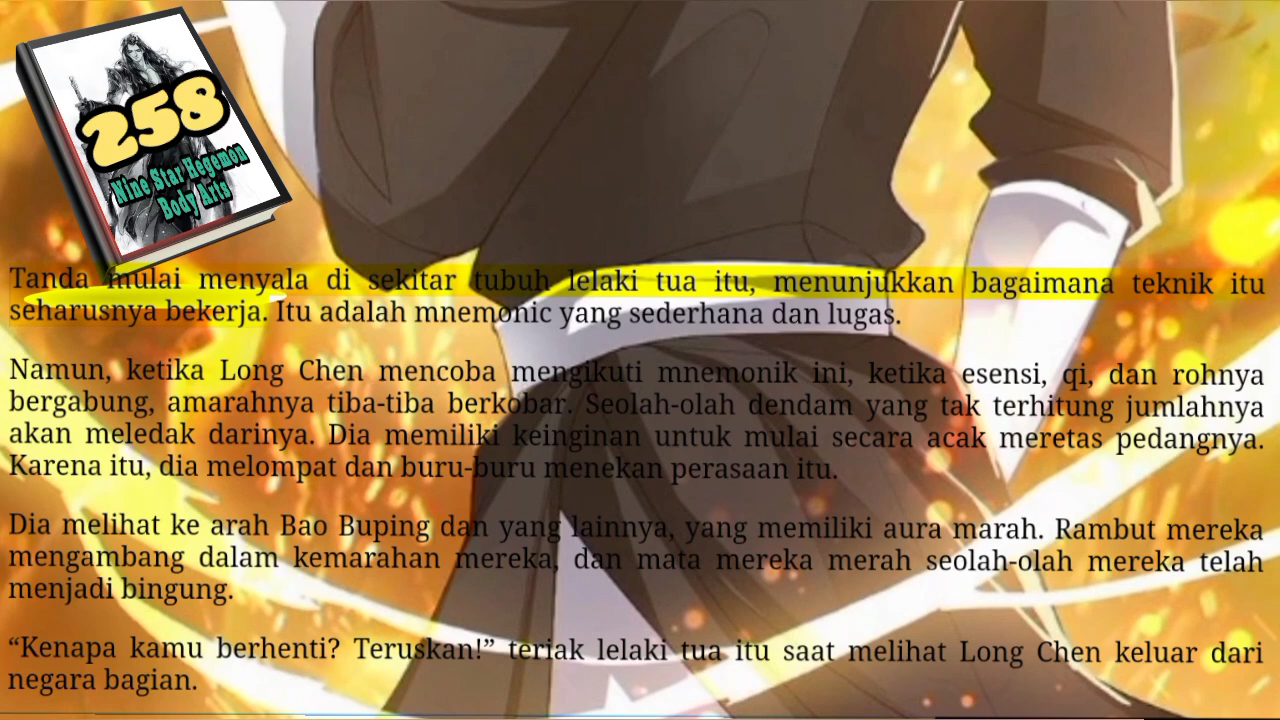 258
Nine Star Hegemon
Body Arts
Tanda mulai menyala di sekitar tubuh lelaki tua itu, menunjukkan bagaimana teknik itu
seharusnya bekerja. Itu adalah mnemonic yang sederhana dan lugas.
Namun, ketika Long Chen mencoba mengikuti mnemonik ini, ketika esensi, qi, dan rohnya
bergabung, amarahnya tiba-tiba berkobar. Seolah-olah dendam yang tak terhitung jumlahnya
akan meledak darinya. Dia memiliki keinginan untuk mulai secara acak meretas pedangnya.
Karena itu, dia melompat dan buru-buru menekan perasaan itu.
Dia melihat ke arah Bao Buping dan yang lainnya, yang memiliki aura marah. Rambut mereka
mengambang dalam kemarahan mereka, dan mata mereka merah seolah-olah mereka telah
menjadi bingung.
“Kenapa kamu berhenti? Teruskan!” teriak lelaki tua itu saat melihat Long Chen keluar dari
negara bagian.